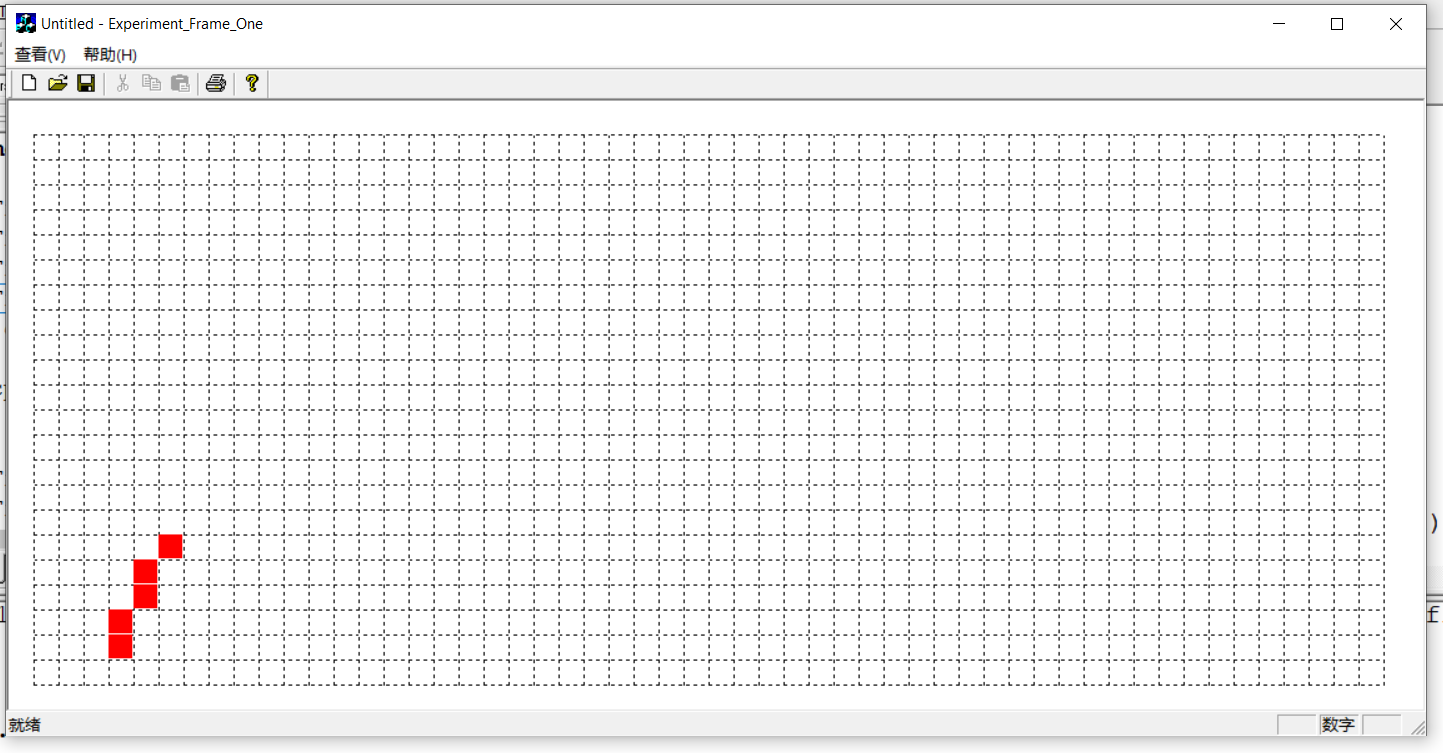 Untitled - Experiment_Frame_One
查看(V) 帮助(H)
)
f
就绪 数字